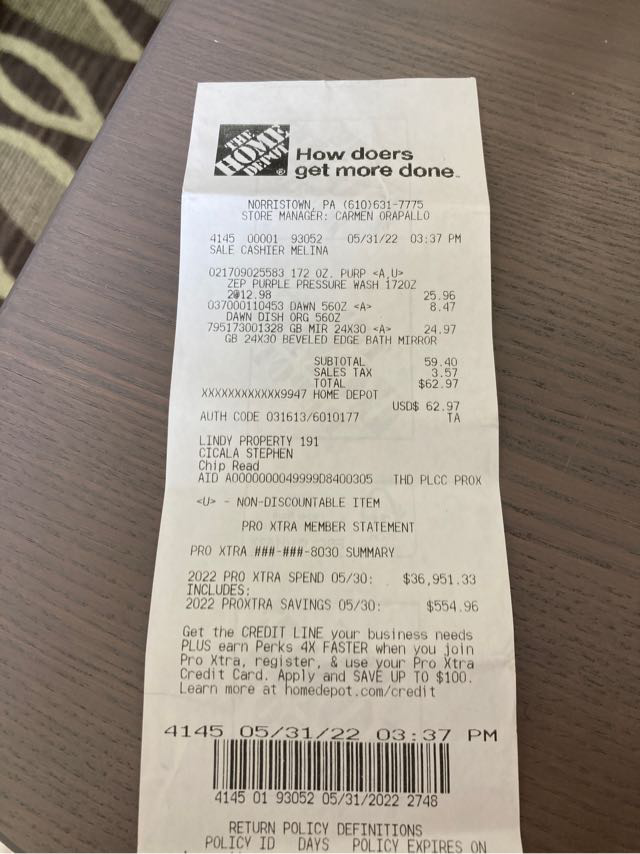 THE
HOME
DEPOT
®
How doers
get more done™
NORRISTOWN, PA (610)631-7775
STORE MANAGER: CARMEN ORAPALLO
4145 00001 93052 05/31/22 03:37 PM
SALE CASHIER MELINA
021709025583 172 OZ. PURP <A,U>
ZEP PURPLE PRESSURE WASH 172OZ
2@12.98 25.96
037000110453 DAWN 56OZ <A> 8.47
DAWN DISH ORG 56OZ
795173001328 GB MIR 24X30 <A> 24.97
GB 24X30 BEVELED EDGE BATH MIRROR
SUBTOTAL 59.40
SALES TAX 3.57
TOTAL $62.97
XXXXXXXXXXXX9947 HOME DEPOT
USD$ 62.97
AUTH CODE 031613/6010177 TA
LINDY PROPERTY 191
CICALA STEPHEN
Chip Read
AID A0000000049999D8400305 THD PLCC PROX
<U> - NON-DISCOUNTABLE ITEM
PRO XTRA MEMBER STATEMENT
PRO XTRA ###-###-8030 SUMMARY
2022 PRO XTRA SPEND 05/30: $36,951.33
INCLUDES:
2022 PROXTRA SAVINGS 05/30: $554.96
Get the CREDIT LINE your business needs
PLUS earn Perks 4X FASTER when you join
Pro Xtra, register, & use your Pro Xtra
Credit Card. Apply and SAVE UP TO $100.
Learn more at homedepot.com/credit
4145 05/31/22 03:37 PM
4145 01 93052 05/31/2022 2748
RETURN POLICY DEFINITIONS
POLICY ID DAYS POLICY EXPIRES ON